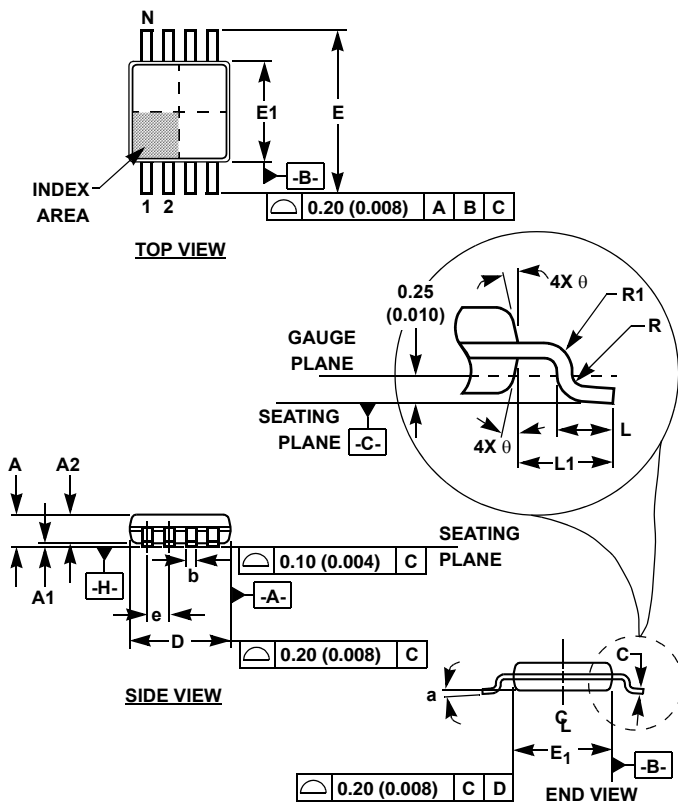 N
E1
E
-B-
INDEX
AREA
1 2
0.20 (0.008) A B C
TOP VIEW
0.25
(0.010)
4X θ
R1
R
GAUGE
PLANE
SEATING
PLANE -C-
4X θ
L
L1
A A2
SEATING
PLANE
-H-
A1
b
0.10 (0.004) C
e
-A-
D
0.20 (0.008) C
SIDE VIEW
C
a
CL
E1
-B-
0.20 (0.008) C D
END VIEW